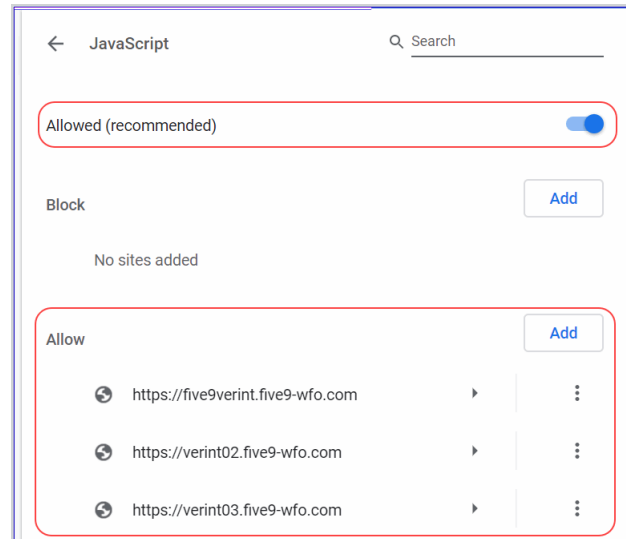 JavaScript
Search
Allowed (recommended)
Block
Add
No sites added
Allow
Add
https://five9verint.five9-wfo.com
https://verint02.five9-wfo.com
https://verint03.five9-wfo.com